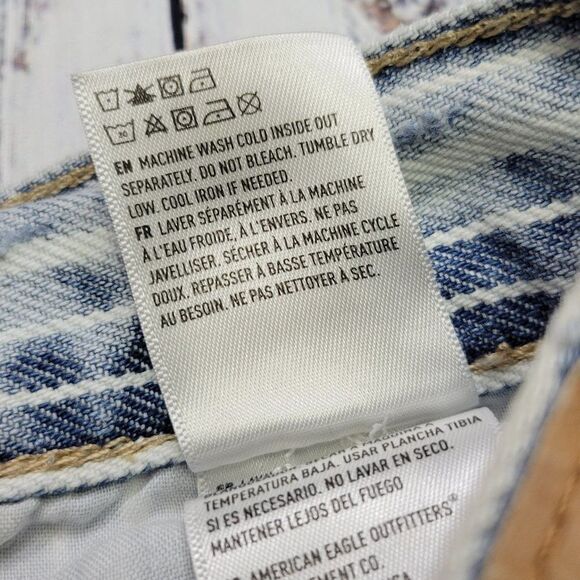 EN MACHINE WASH COLD INSIDE OUT
SEPARATELY. DO NOT BLEACH. TUMBLE DRY
LOW. COOL IRON IF NEEDED.
FR LAVER SÉPARÉMENT À LA MACHINE
À L'EAU FROIDE, À L'ENVERS. NE PAS
JAVELLISER. SÉCHER À LA MACHINE CYCLE
DOUX. REPASSER À BASSE TEMPÉRATURE
AU BESOIN. NE PAS NETTOYER À SEC.
TEMPERATURA BAJA. USAR PLANCHA TIBIA
SI ES NECESARIO. NO LAVAR EN SECO.
MANTENER LEJOS DEL FUEGO
AMERICAN EAGLE OUTFITTERS®
CO.